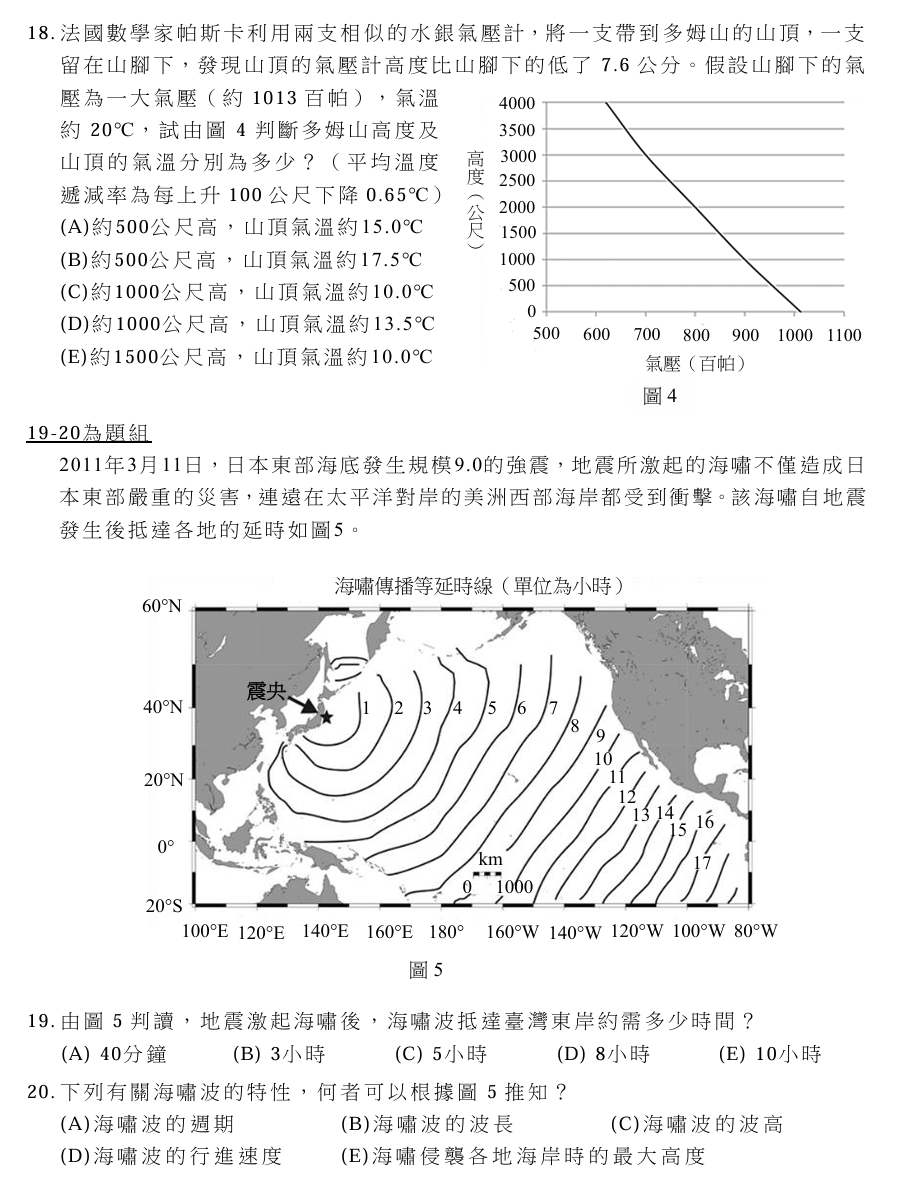 18. 法國數學家帕斯卡利用兩支相似的水銀氣壓計，將一支帶到多姆山的山頂，一支
留在山腳下，發現山頂的氣壓計高度比山腳下的低了 7.6 公分。假設山腳下的氣
壓為一大氣壓（約 1013 百帕），氣溫
約 20℃，試由圖 4 判斷多姆山高度及
山頂的氣溫分別為多少？（平均溫度
遞減率為每上升 100 公尺下降 0.65℃）
(A)約500公尺高，山頂氣溫約15.0℃
(B)約500公尺高，山頂氣溫約17.5℃
(C)約1000公尺高，山頂氣溫約10.0℃
(D)約1000公尺高，山頂氣溫約13.5℃
(E)約1500公尺高，山頂氣溫約10.0℃
高度（公尺）
4000
3500
3000
2500
2000
1500
1000
500
0
500 600 700 800 900 1000 1100
氣壓（百帕）
圖 4
19-20為題組
2011年3月11日，日本東部海底發生規模9.0的強震，地震所激起的海嘯不僅造成日
本東部嚴重的災害，連遠在太平洋對岸的美洲西部海岸都受到衝擊。該海嘯自地震
發生後抵達各地的延時如圖5。
海嘯傳播等延時線（單位為小時）
60°N
震央
40°N
1 2 3 4 5 6 7
8
9
10
20°N
11
12
13 14
15
16
0°
17
km
0 1000
20°S
100°E 120°E 140°E 160°E 180° 160°W 140°W 120°W 100°W 80°W
圖 5
19. 由圖 5 判讀，地震激起海嘯後，海嘯波抵達臺灣東岸約需多少時間？
(A) 40分鐘 (B) 3小時 (C) 5小時 (D) 8小時 (E) 10小時
20. 下列有關海嘯波的特性，何者可以根據圖 5 推知？
(A)海嘯波的週期 (B)海嘯波的波長 (C)海嘯波的波高
(D)海嘯波的行進速度 (E)海嘯侵襲各地海岸時的最大高度